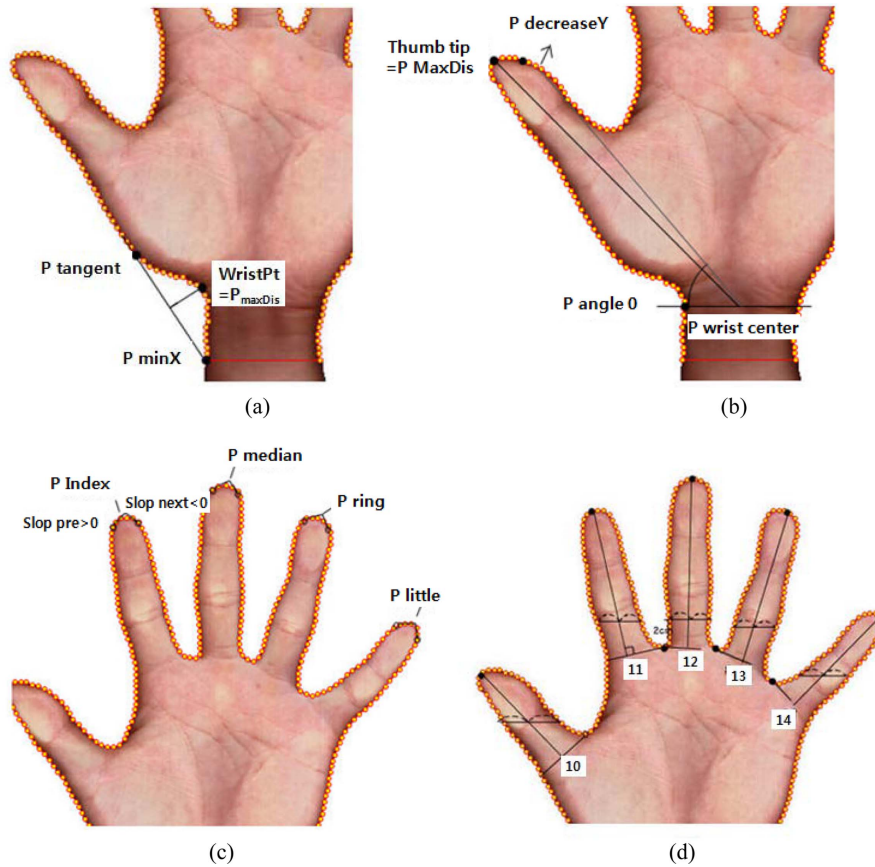 P decreaseY
Thumb tip
=P MaxDis
P tangent
WristPt
=PmaxDis
P minX
P angle 0
P wrist center
(a)
(b)
P median
P Index
Slop next<0
P ring
Slop pre>0
P little
11
12
13
14
10
(c)
(d)